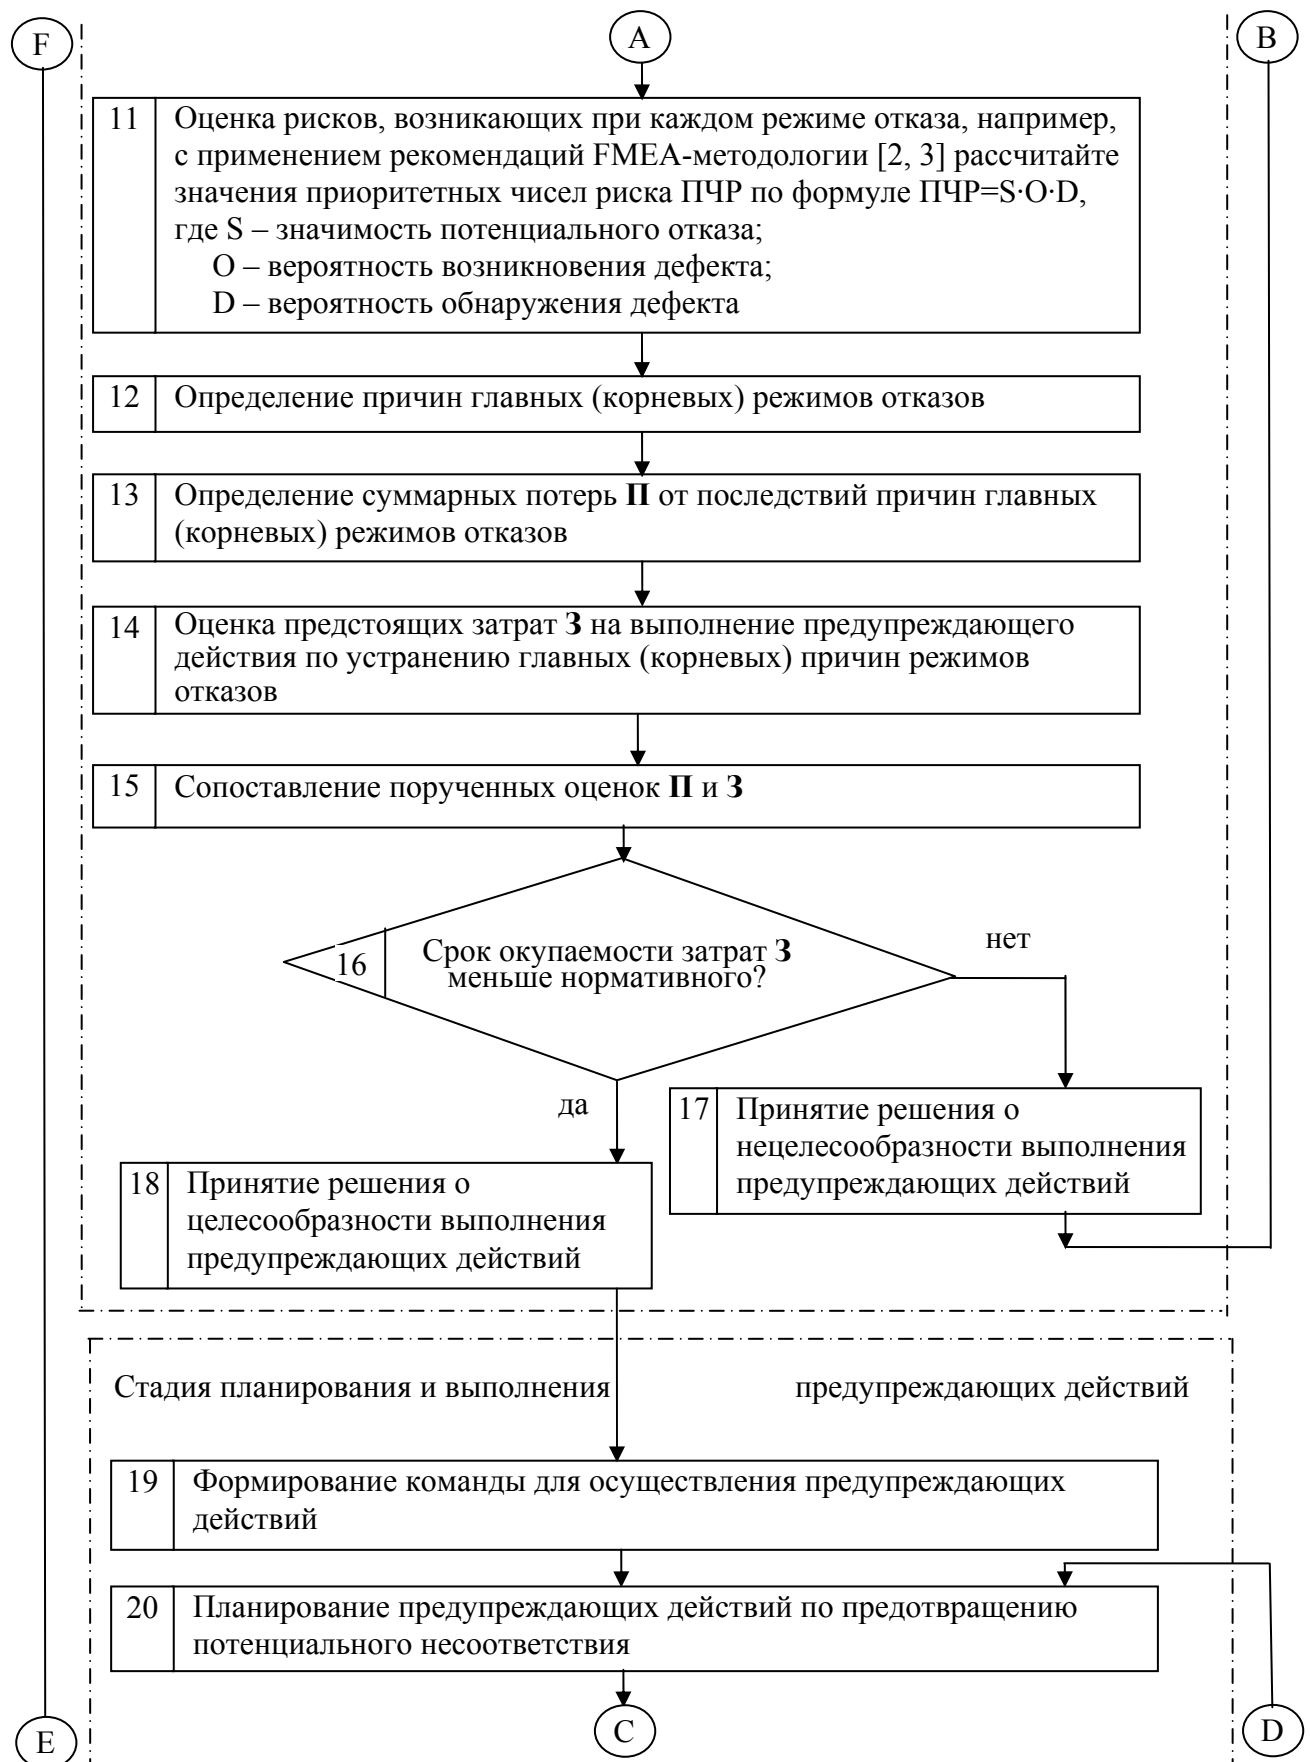 F
A
B
11
Оценка рисков, возникающих при каждом режиме отказа, например,
с применением рекомендаций FMEA-методологии [2, 3] рассчитайте
значения приоритетных чисел риска ПЧР по формуле ПЧР=S·O·D,
где S – значимость потенциального отказа;
O – вероятность возникновения дефекта;
D – вероятность обнаружения дефекта
12
Определение причин главных (корневых) режимов отказов
13
Определение суммарных потерь П от последствий причин главных
(корневых) режимов отказов
14
Оценка предстоящих затрат З на выполнение предупреждающего
действия по устранению главных (корневых) причин режимов
отказов
15
Сопоставление порученных оценок П и З
16
Срок окупаемости затрат З
меньше нормативного?
нет
да
17
Принятие решения о
нецелесообразности выполнения
предупреждающих действий
18
Принятие решения о
целесообразности выполнения
предупреждающих действий
Стадия планирования и выполнения предупреждающих действий
19
Формирование команды для осуществления предупреждающих
действий
20
Планирование предупреждающих действий по предотвращению
потенциального несоответствия
E
C
D